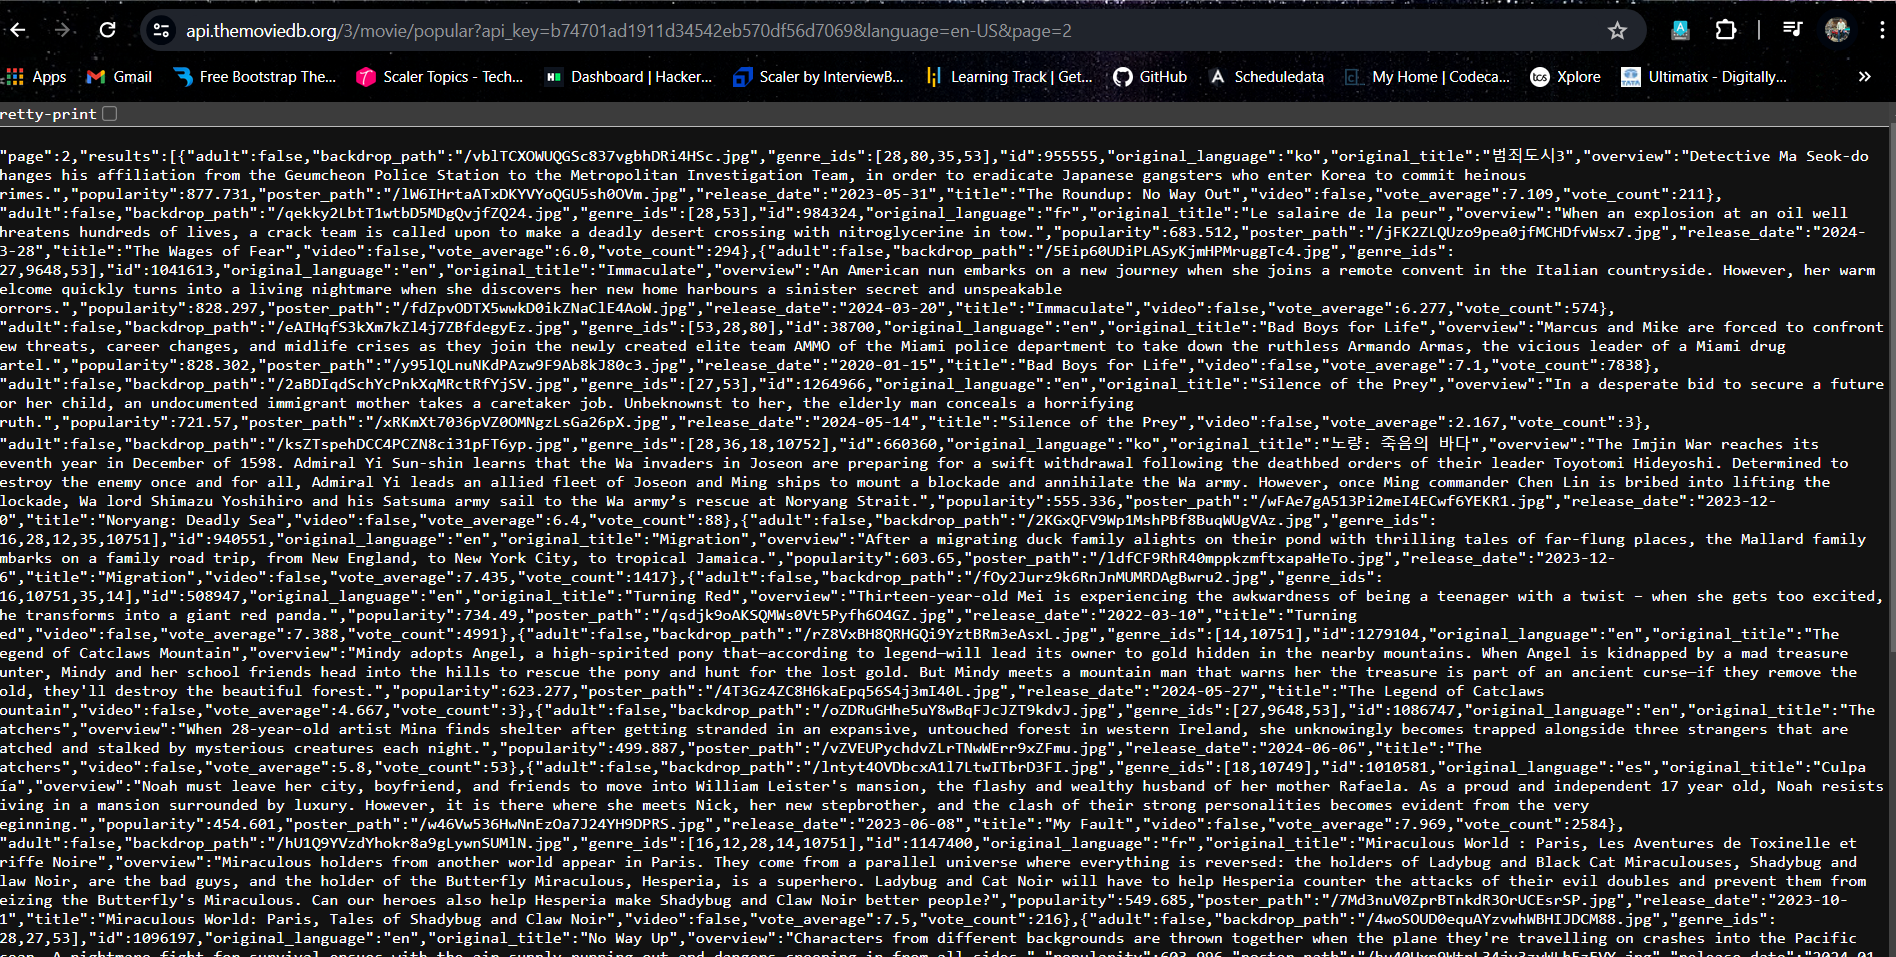 api.themoviedb.org/3/movie/popular?api_key=b74701ad1911d34542eb570df56d7069&language=en-US&page=2
Apps Gmail Free Bootstrap The... Scaler Topics - Tech... Dashboard | Hacker... Scaler by InterviewB... Learning Track | Get... GitHub Scheduledata My Home | Codeca... Xplore Ultimatix - Digitally...
retty-print
"page":2,"results":[{"adult":false,"backdrop_path":"/vblTCXOWUQGSc837vgbhDRi4HSc.jpg","genre_ids":[28,80,35,53],"id":955555,"original_language":"ko","original_title":"범죄도시3","overview":"Detective Ma Seok-do
hanges his affiliation from the Geumcheon Police Station to the Metropolitan Investigation Team, in order to eradicate Japanese gangsters who enter Korea to commit heinous
rimes.","popularity":877.731,"poster_path":"/lW6IHrtaATxDKYVYoQGU5sh0OVm.jpg","release_date":"2023-05-31","title":"The Roundup: No Way Out","video":false,"vote_average":7.109,"vote_count":211},
"adult":false,"backdrop_path":"/qekky2LbtT1wtbD5MDgQvjfZQ24.jpg","genre_ids":[28,53],"id":984324,"original_language":"fr","original_title":"Le salaire de la peur","overview":"When an explosion at an oil well
hreatens hundreds of lives, a crack team is called upon to make a deadly desert crossing with nitroglycerine in tow.","popularity":683.512,"poster_path":"/jFK2ZLQUzo9pea0jfMCHDfvWsx7.jpg","release_date":"2024-
3-28","title":"The Wages of Fear","video":false,"vote_average":6.0,"vote_count":294},{"adult":false,"backdrop_path":"/5Eip60UDiPLASyKjmHPMruggTc4.jpg","genre_ids":
27,9648,53],"id":1041613,"original_language":"en","original_title":"Immaculate","overview":"An American nun embarks on a new journey when she joins a remote convent in the Italian countryside. However, her warm
elcome quickly turns into a living nightmare when she discovers her new home harbours a sinister secret and unspeakable
orrors.","popularity":828.297,"poster_path":"/fdZpvODTX5wwkD0ikZNaClE4AoW.jpg","release_date":"2024-03-20","title":"Immaculate","video":false,"vote_average":6.277,"vote_count":574},
"adult":false,"backdrop_path":"/eAIHqfS3kXm7kZl4j7ZBfdegyEz.jpg","genre_ids":[53,28,80],"id":38700,"original_language":"en","original_title":"Bad Boys for Life","overview":"Marcus and Mike are forced to confront
ew threats, career changes, and midlife crises as they join the newly created elite team AMMO of the Miami police department to take down the ruthless Armando Armas, the vicious leader of a Miami drug
artel.","popularity":828.302,"poster_path":"/y95lQLnuNKdPAzw9F9Ab8kJ80c3.jpg","release_date":"2020-01-15","title":"Bad Boys for Life","video":false,"vote_average":7.1,"vote_count":7838},
"adult":false,"backdrop_path":"/2aBDIqdSchYcPnkXqMRctRfYjSV.jpg","genre_ids":[27,53],"id":1264966,"original_language":"en","original_title":"Silence of the Prey","overview":"In a desperate bid to secure a future
or her child, an undocumented immigrant mother takes a caretaker job. Unbeknownst to her, the elderly man conceals a horrifying
ruth.","popularity":721.57,"poster_path":"/xRKmXt7036pVZ0OMNgzLsGa26pX.jpg","release_date":"2024-05-14","title":"Silence of the Prey","video":false,"vote_average":2.167,"vote_count":3},
"adult":false,"backdrop_path":"/ksZTspehDCC4PCZN8ci31pFT6yp.jpg","genre_ids":[28,36,18,10752],"id":660360,"original_language":"ko","original_title":"노량: 죽음의 바다","overview":"The Imjin War reaches its
eventh year in December of 1598. Admiral Yi Sun-shin learns that the Wa invaders in Joseon are preparing for a swift withdrawal following the deathbed orders of their leader Toyotomi Hideyoshi. Determined to
estroy the enemy once and for all, Admiral Yi leads an allied fleet of Joseon and Ming ships to mount a blockade and annihilate the Wa army. However, once Ming commander Chen Lin is bribed into lifting the
lockade, Wa lord Shimazu Yoshihiro and his Satsuma army sail to the Wa army’s rescue at Noryang Strait.","popularity":555.336,"poster_path":"/wFAe7gA513Pi2meI4ECwf6YEKR1.jpg","release_date":"2023-12-
0","title":"Noryang: Deadly Sea","video":false,"vote_average":6.4,"vote_count":88},{"adult":false,"backdrop_path":"/2KGxQFV9Wp1MshPBf8BuqWUgVAz.jpg","genre_ids":
16,28,12,35,10751],"id":940551,"original_language":"en","original_title":"Migration","overview":"After a migrating duck family alights on their pond with thrilling tales of far-flung places, the Mallard family
mbarks on a family road trip, from New England, to New York City, to tropical Jamaica.","popularity":603.65,"poster_path":"/ldfCF9RhR40mppkzmftxapaHeTo.jpg","release_date":"2023-12-
6","title":"Migration","video":false,"vote_average":7.435,"vote_count":1417},{"adult":false,"backdrop_path":"/fOy2Jurz9k6RnJnMUMRDAgBwru2.jpg","genre_ids":
16,10751,35,14],"id":508947,"original_language":"en","original_title":"Turning Red","overview":"Thirteen-year-old Mei is experiencing the awkwardness of being a teenager with a twist – when she gets too excited,
he transforms into a giant red panda.","popularity":734.49,"poster_path":"/qsdjk9oAKSQMWs0Vt5Pyfh6O4GZ.jpg","release_date":"2022-03-10","title":"Turning
ed","video":false,"vote_average":7.388,"vote_count":4991},{"adult":false,"backdrop_path":"/rZ8VxBH8QRHGQi9YztBRm3eAsxL.jpg","genre_ids":[14,10751],"id":1279104,"original_language":"en","original_title":"The
egend of Catclaws Mountain","overview":"Mindy adopts Angel, a high-spirited pony that—according to legend—will lead its owner to gold hidden in the nearby mountains. When Angel is kidnapped by a mad treasure
unter, Mindy and her school friends head into the hills to rescue the pony and hunt for the lost gold. But Mindy meets a mountain man that warns her the treasure is part of an ancient curse—if they remove the
old, they'll destroy the beautiful forest.","popularity":623.277,"poster_path":"/4T3Gz4ZC8H6kaEpq56S4j3mI40L.jpg","release_date":"2024-05-27","title":"The Legend of Catclaws
ountain","video":false,"vote_average":4.667,"vote_count":3},{"adult":false,"backdrop_path":"/oZDRuGHhe5uY8wBqFJcJZT9kdvJ.jpg","genre_ids":[27,9648,53],"id":1086747,"original_language":"en","original_title":"The
atchers","overview":"When 28-year-old artist Mina finds shelter after getting stranded in an expansive, untouched forest in western Ireland, she unknowingly becomes trapped alongside three strangers that are
atched and stalked by mysterious creatures each night.","popularity":499.887,"poster_path":"/vZVEUPychdvZLrTNwWErr9xZFmu.jpg","release_date":"2024-06-06","title":"The
atchers","video":false,"vote_average":5.8,"vote_count":53},{"adult":false,"backdrop_path":"/lntyt4OVDbcxA1l7LtwITbrD3FI.jpg","genre_ids":[18,10749],"id":1010581,"original_language":"es","original_title":"Culpa
ía","overview":"Noah must leave her city, boyfriend, and friends to move into William Leister's mansion, the flashy and wealthy husband of her mother Rafaela. As a proud and independent 17 year old, Noah resists
iving in a mansion surrounded by luxury. However, it is there where she meets Nick, her new stepbrother, and the clash of their strong personalities becomes evident from the very
eginning.","popularity":454.601,"poster_path":"/w46Vw536HwNnEzOa7J24YH9DPRS.jpg","release_date":"2023-06-08","title":"My Fault","video":false,"vote_average":7.969,"vote_count":2584},
"adult":false,"backdrop_path":"/hU1Q9YVzdYhokr8a9gLywnSUMlN.jpg","genre_ids":[16,12,28,14,10751],"id":1147400,"original_language":"fr","original_title":"Miraculous World : Paris, Les Aventures de Toxinelle et
riffe Noire","overview":"Miraculous holders from another world appear in Paris. They come from a parallel universe where everything is reversed: the holders of Ladybug and Black Cat Miraculouses, Shadybug and
law Noir, are the bad guys, and the holder of the Butterfly Miraculous, Hesperia, is a superhero. Ladybug and Cat Noir will have to help Hesperia counter the attacks of their evil doubles and prevent them from
eizing the Butterfly's Miraculous. Can our heroes also help Hesperia make Shadybug and Claw Noir better people?","popularity":549.685,"poster_path":"/7Md3nuV0ZprBTnkdR3OrUCEsrSP.jpg","release_date":"2023-10-
1","title":"Miraculous World: Paris, Tales of Shadybug and Claw Noir","video":false,"vote_average":7.5,"vote_count":216},{"adult":false,"backdrop_path":"/4woSOUD0equAYzvwhWBHIJDCM88.jpg","genre_ids":
28,27,53],"id":1096197,"original_language":"en","original_title":"No Way Up","overview":"Characters from different backgrounds are thrown together when the plane they're travelling on crashes into the Pacific